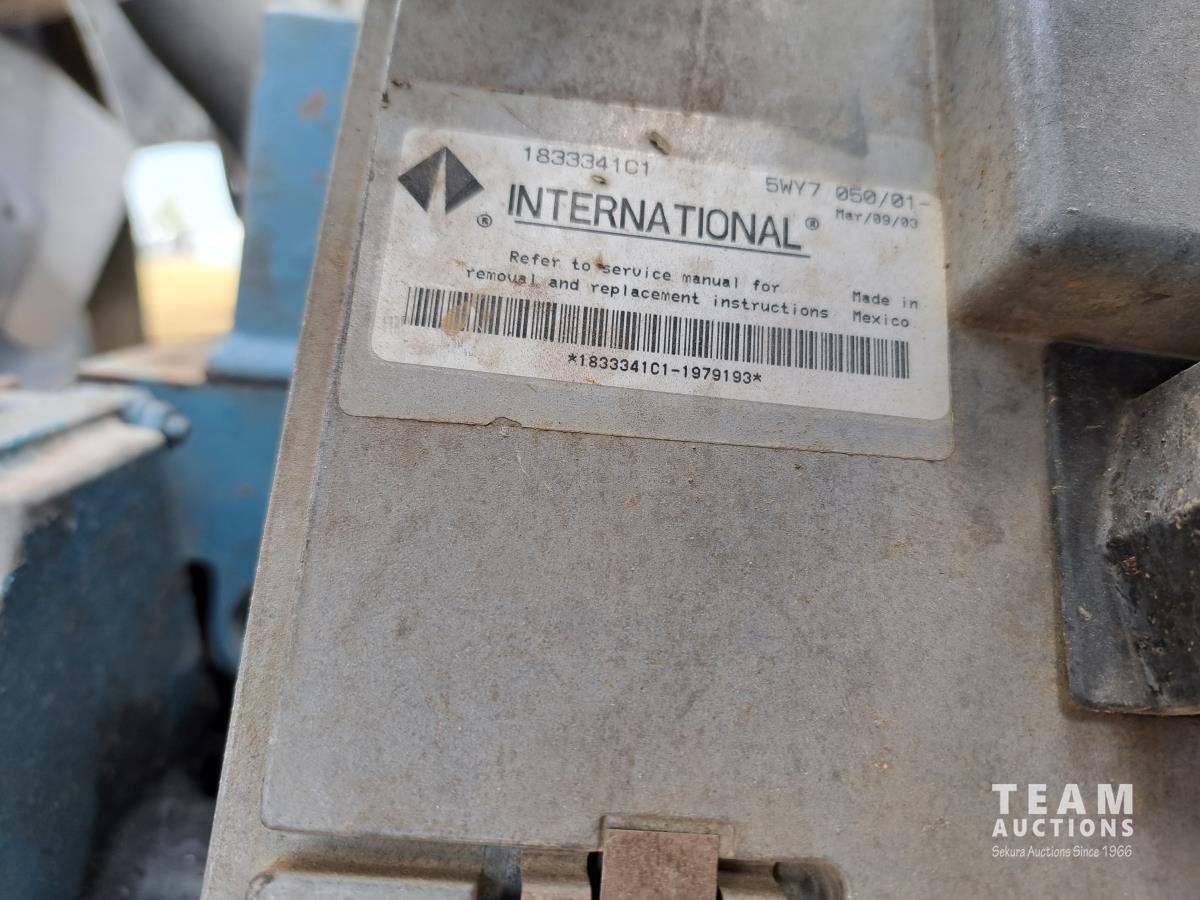 1833341C1
5WY7 050/01-
Mar/09/03
® INTERNATIONAL®
Refer to service manual for
removal and replacement instructions
Made in
Mexico
*1833341C1-1979193*
TEAM
AUCTIONS
Sekura Auctions Since 1966